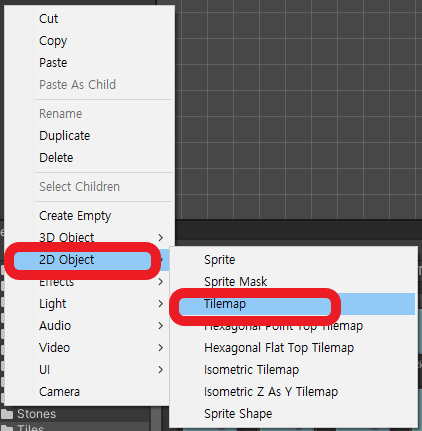 Cut
Copy
Paste
Paste As Child
Rename
Duplicate
Delete
Select Children
Create Empty
3D Object
2D Object
Effects
Light
Audio
Video
UI
Camera
Sprite
Sprite Mask
Tilemap
Hexagonal Point Top Tilemap
Hexagonal Flat Top Tilemap
Isometric Tilemap
Isometric Z As Y Tilemap
Sprite Shape
Stones
Tiles